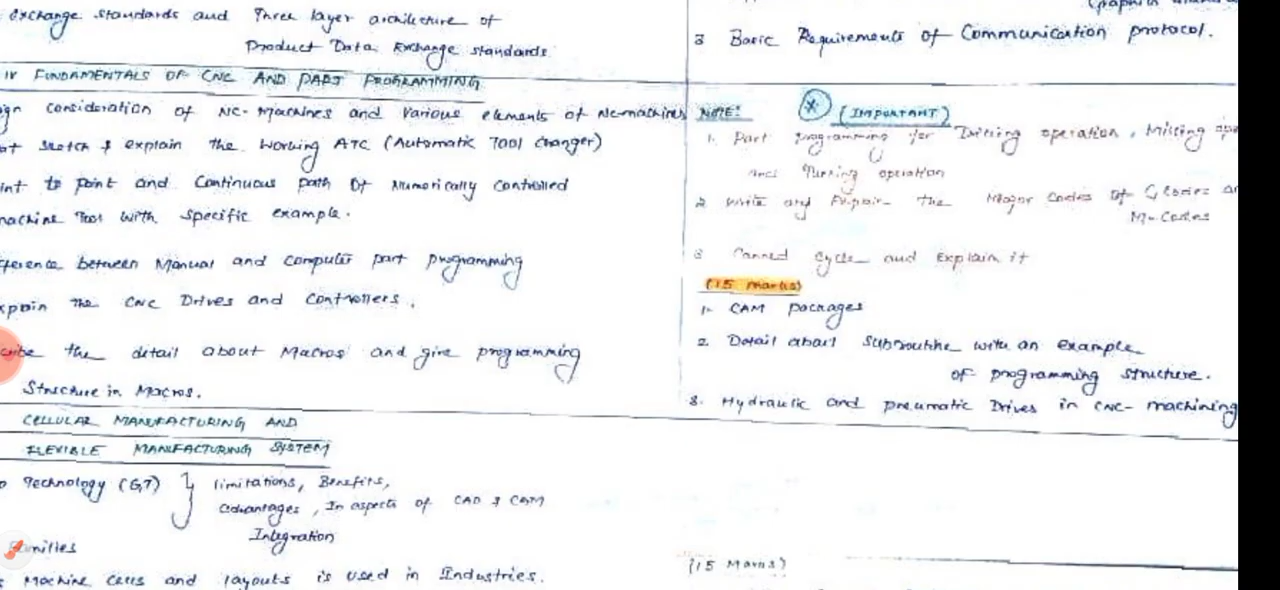 exchange standards and Three layer architecture of
Product Data Exchange standards
IV FUNDAMENTALS OF CNC AND PART PROGRAMMING
consideration of NC-Machines and Various elements of Nc-machines
sketch & explain the working ATC (Automatic Tool changer)
to point and Continuous path Of Numerically controlled
machine Tool with specific example.
between Manual and computer part programming
the CNC Drives and Controllers.
the detail about Macros and give programming
Structure in Macros.
CELLULAR MANUFACTURING AND
FLEXIBLE MANUFACTURING SYSTEM
Technology (GT) } limitations, Benefits,
advantages, In aspects of CAD & CAM
Integration
Families
Machine Cells and layouts is used in Industries.
3 Basic Requirements of Communication protocol.
NOTE: * (IMPORTANT)
1. Part programming for Drilling operation, Milling
and Turning operation
2. Write and Explain the Major Codes of G Codes
M-Codes
3 Canned Cycle and Explain it
(15 marks)
1. CAM packages
2. Detail about Subroutine with an example
of programming structure.
3. Hydraulic and pneumatic Drives in CNC-machining
(15 Marks)